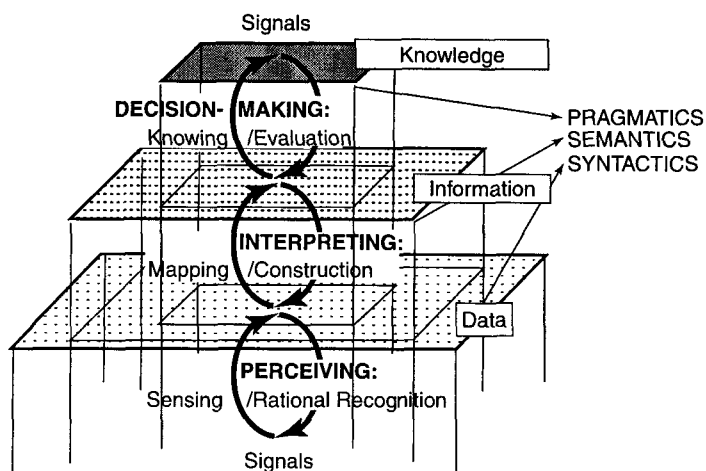 Signals
Knowledge
DECISION- MAKING:
Knowing /Evaluation
PRAGMATICS
SEMANTICS
SYNTACTICS
Information
INTERPRETING:
Mapping /Construction
Data
PERCEIVING:
Sensing /Rational Recognition
Signals